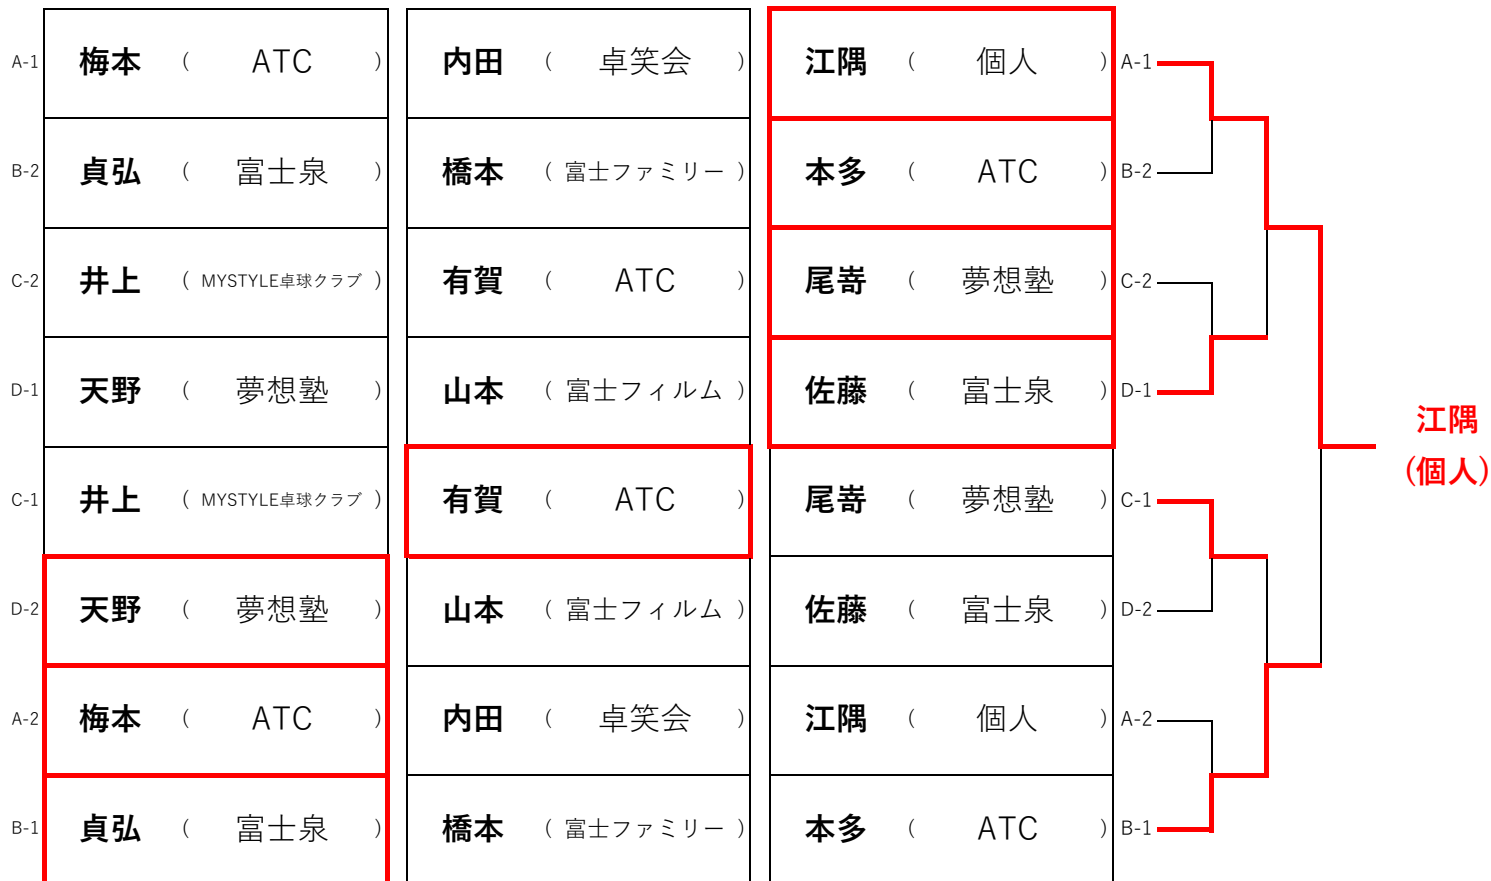 A-1 梅本 ( ATC ) 内田 ( 卓笑会 ) 江隅 ( 個人 ) A-1
B-2 貞弘 ( 富士泉 ) 橋本 ( 富士ファミリー ) 本多 ( ATC ) B-2
C-2 井上 ( MYSTYLE卓球クラブ ) 有賀 ( ATC ) 尾嵜 ( 夢想塾 ) C-2
D-1 天野 ( 夢想塾 ) 山本 ( 富士フィルム ) 佐藤 ( 富士泉 ) D-1
江隅
(個人)
C-1 井上 ( MYSTYLE卓球クラブ ) 有賀 ( ATC ) 尾嵜 ( 夢想塾 ) C-1
D-2 天野 ( 夢想塾 ) 山本 ( 富士フィルム ) 佐藤 ( 富士泉 ) D-2
A-2 梅本 ( ATC ) 内田 ( 卓笑会 ) 江隅 ( 個人 ) A-2
B-1 貞弘 ( 富士泉 ) 橋本 ( 富士ファミリー ) 本多 ( ATC ) B-1